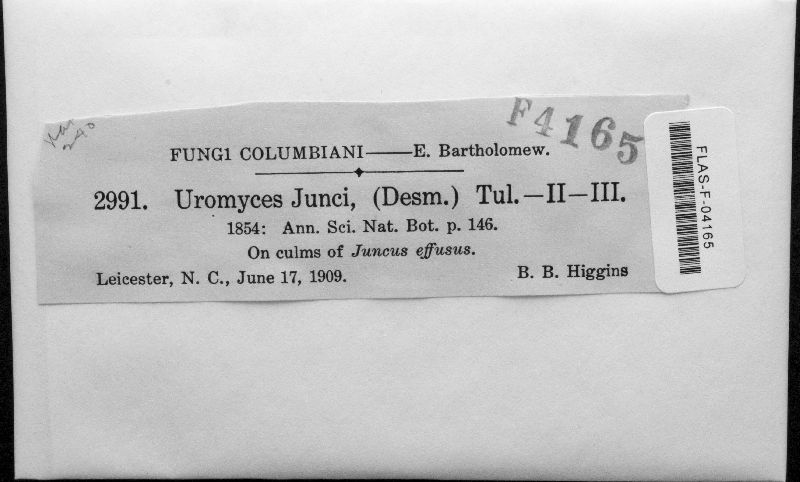 F4165
FUNGI COLUMBIANI——E. Bartholomew.
2991. Uromyces Junci, (Desm.) Tul.—II—III.
1854: Ann. Sci. Nat. Bot. p. 146.
On culms of Juncus effusus.
Leicester, N. C., June 17, 1909. B. B. Higgins
FLAS-F-04165